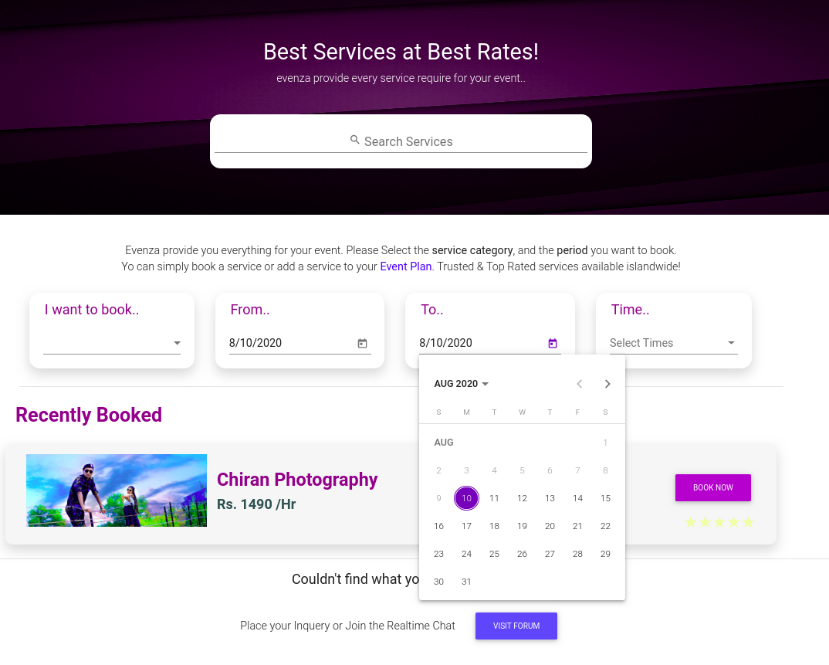 Best Services at Best Rates!
evenza provide every service require for your event..
Search Services
Evenza provide you everything for your event. Please Select the service category, and the period you want to book.
Yo can simply book a service or add a service to your Event Plan. Trusted & Top Rated services available islandwide!
I want to book..
From..
8/10/2020
To..
8/10/2020
Time..
Select Times
AUG 2020
S M T W T F S
AUG 1
2 3 4 5 6 7 8
9 10 11 12 13 14 15
16 17 18 19 20 21 22
23 24 25 26 27 28 29
30 31
Recently Booked
Chiran Photography
Rs. 1490 /Hr
BOOK NOW
Couldn't find what yo
Place your Inquery or Join the Realtime Chat
VISIT FORUM